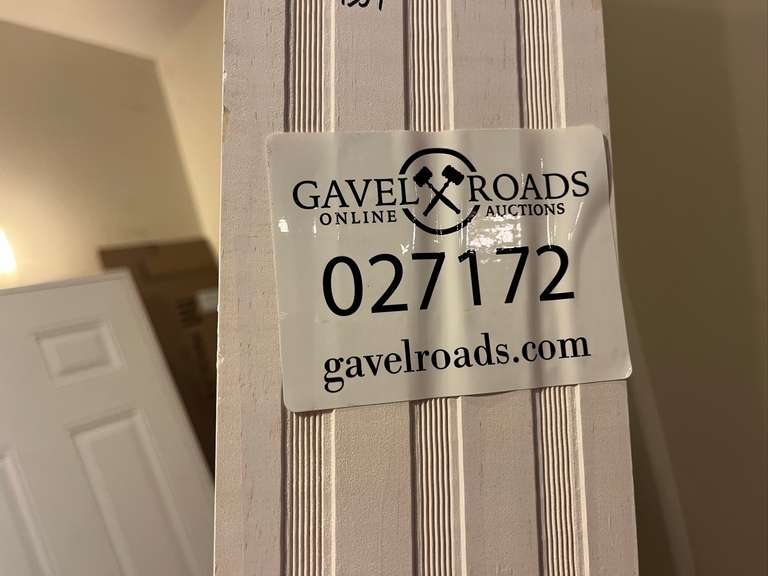 GAVEL ROADS
ONLINE AUCTIONS
027172
gavelroads.com